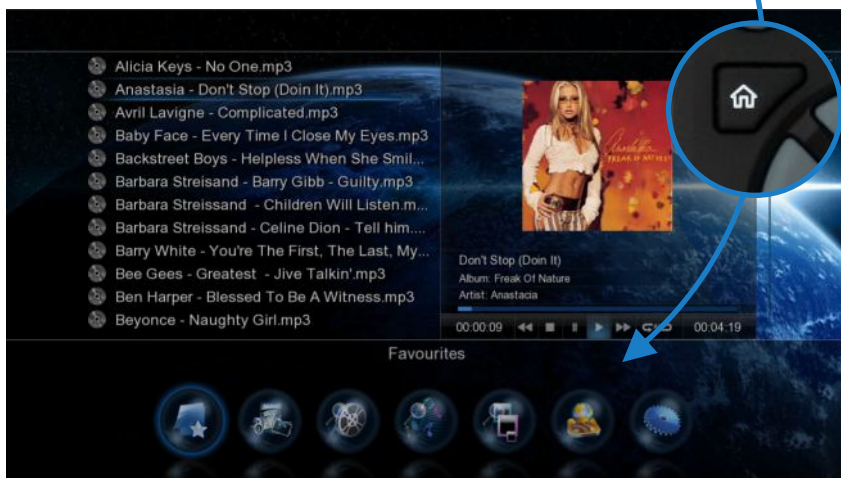 Alicia Keys - No One.mp3
Anastasia - Don't Stop (Doin It).mp3
Avril Lavigne - Complicated.mp3
Baby Face - Every Time I Close My Eyes.mp3
Backstreet Boys - Helpless When She Smil...
Barbara Streisand - Barry Gibb - Guilty.mp3
Barbara Streissand - Children Will Listen.m...
Barbara Streissand - Celine Dion - Tell him....
Barry White - You're The First, The Last, My...
Bee Gees - Greatest - Jive Talkin'.mp3
Ben Harper - Blessed To Be A Witness.mp3
Beyonce - Naughty Girl.mp3
Anastacia
FREAK OF NATURE
Don't Stop (Doin It)
Album: Freak Of Nature
Artist: Anastacia
00:00:09
00:04:19
Favourites